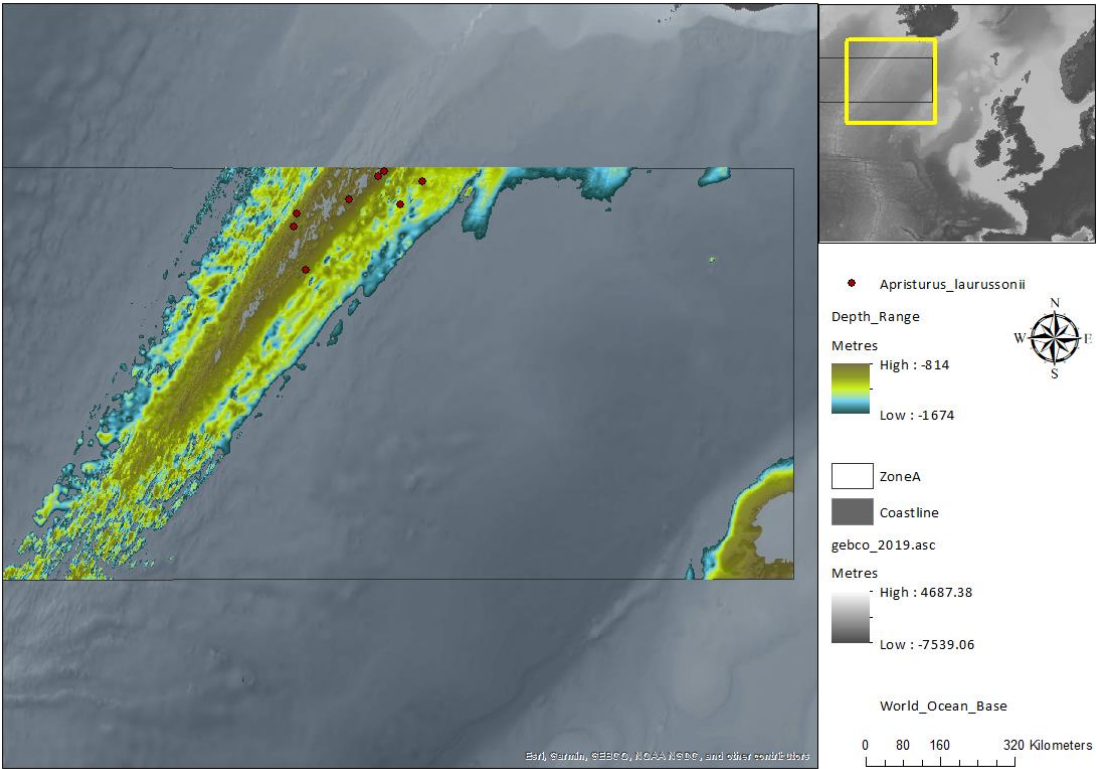 Esri, Garmin, GEBCO, NOAA NGDC, and other contributors
Apristurus_laurussonii
Depth_Range
Metres
High : -814
Low : -1674
N
W
E
S
ZoneA
Coastline
gebco_2019.asc
Metres
High : 4687.38
Low : -7539.06
World_Ocean_Base
0 80 160 320 Kilometers